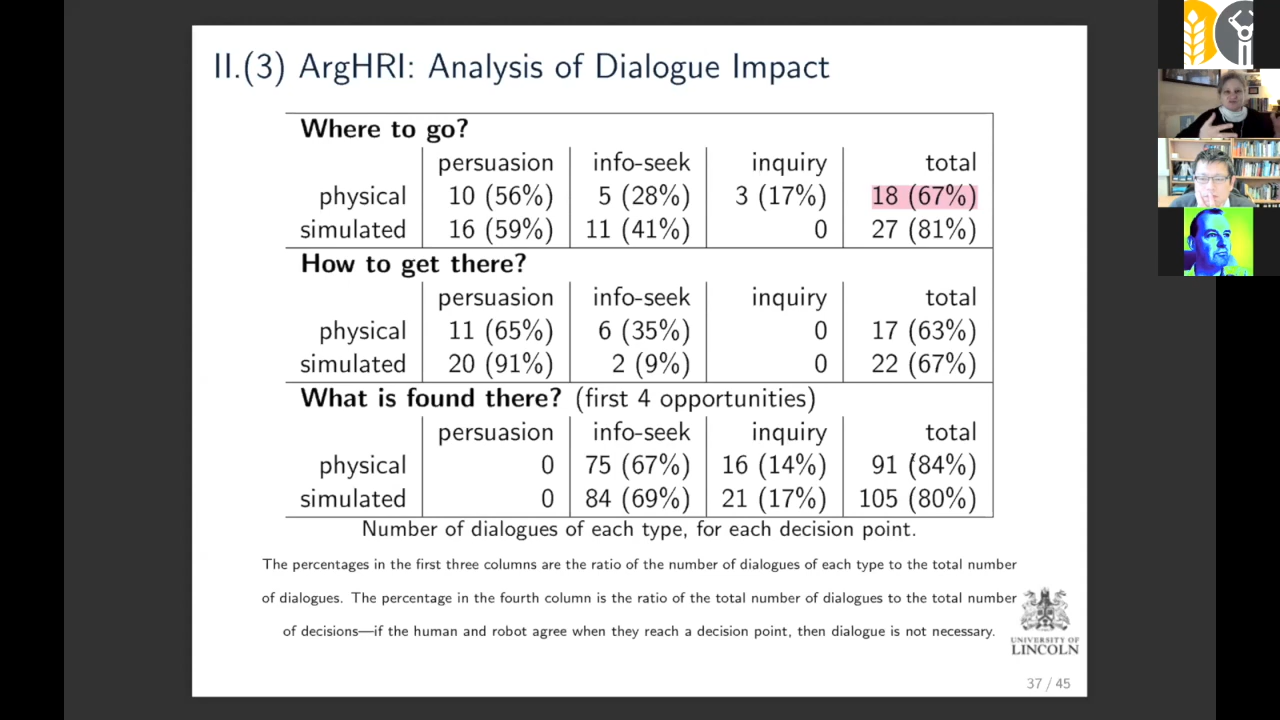 II.(3) ArgHRI: Analysis of Dialogue Impact
Where to go?
persuasion info-seek inquiry total
physical 10 (56%) 5 (28%) 3 (17%) 18 (67%)
simulated 16 (59%) 11 (41%) 0 27 (81%)
How to get there?
persuasion info-seek inquiry total
physical 11 (65%) 6 (35%) 0 17 (63%)
simulated 20 (91%) 2 (9%) 0 22 (67%)
What is found there? (first 4 opportunities)
persuasion info-seek inquiry total
physical 0 75 (67%) 16 (14%) 91 (84%)
simulated 0 84 (69%) 21 (17%) 105 (80%)
Number of dialogues of each type, for each decision point.
The percentages in the first three columns are the ratio of the number of dialogues of each type to the total number
of dialogues. The percentage in the fourth column is the ratio of the total number of dialogues to the total number
of decisions—if the human and robot agree when they reach a decision point, then dialogue is not necessary.
UNIVERSITY OF
LINCOLN
37 / 45